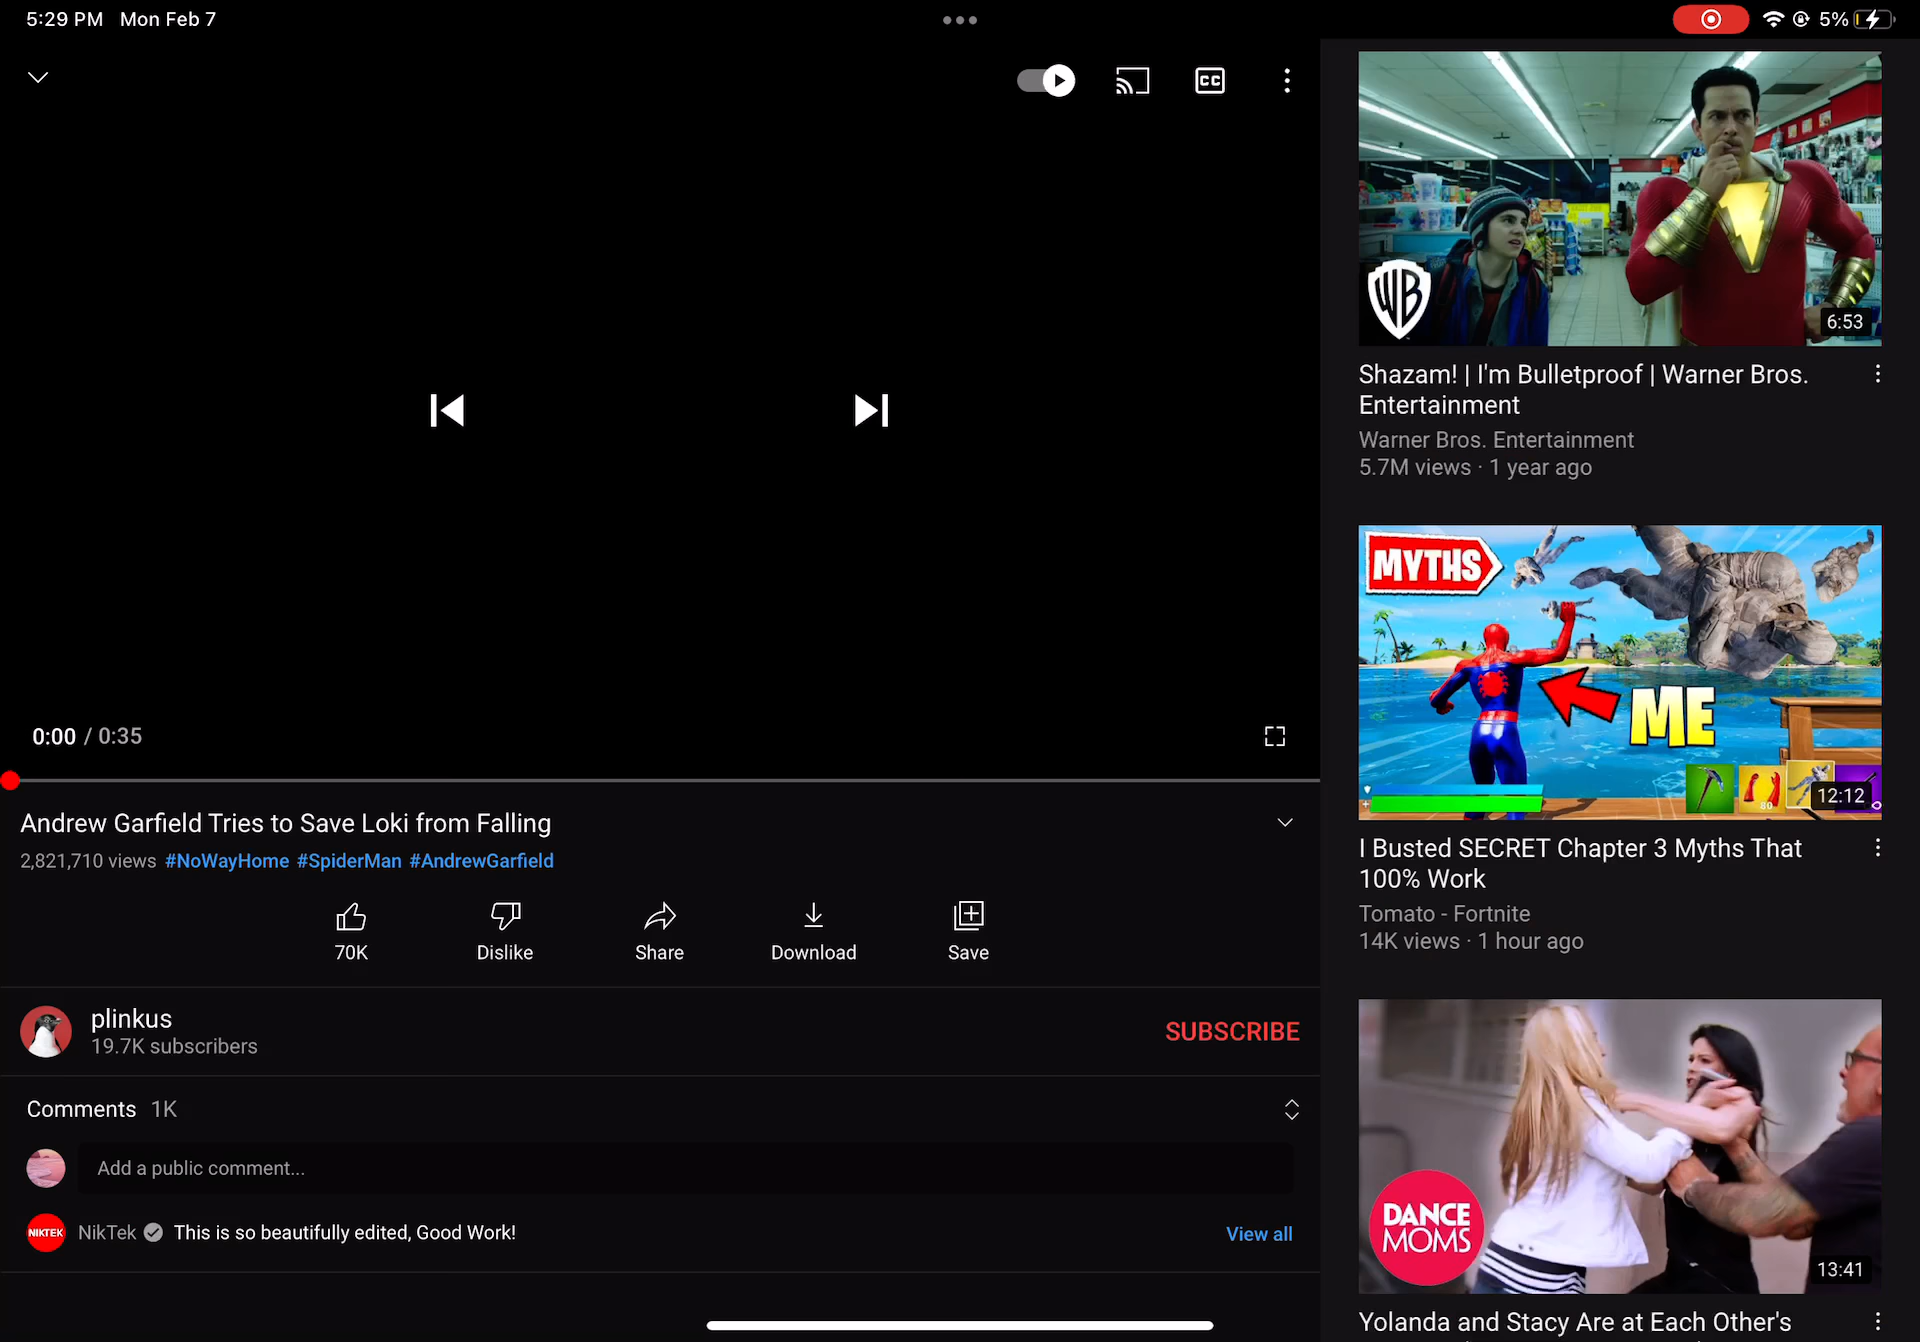 5:29 PM Mon Feb 7
5%
CC
0:00 / 0:35
Andrew Garfield Tries to Save Loki from Falling
2,821,710 views #NoWayHome #SpiderMan #AndrewGarfield
70K
Dislike
Share
Download
Save
plinkus
19.7K subscribers
SUBSCRIBE
Comments 1K
Add a public comment...
NIKTEK
NikTek This is so beautifully edited, Good Work!
View all
WB
6:53
Shazam! | I'm Bulletproof | Warner Bros.
Entertainment
Warner Bros. Entertainment
5.7M views · 1 year ago
MYTHS
ME
80
12:12
I Busted SECRET Chapter 3 Myths That
100% Work
Tomato - Fortnite
14K views · 1 hour ago
DANCE
MOMS
13:41
Yolanda and Stacy Are at Each Other's